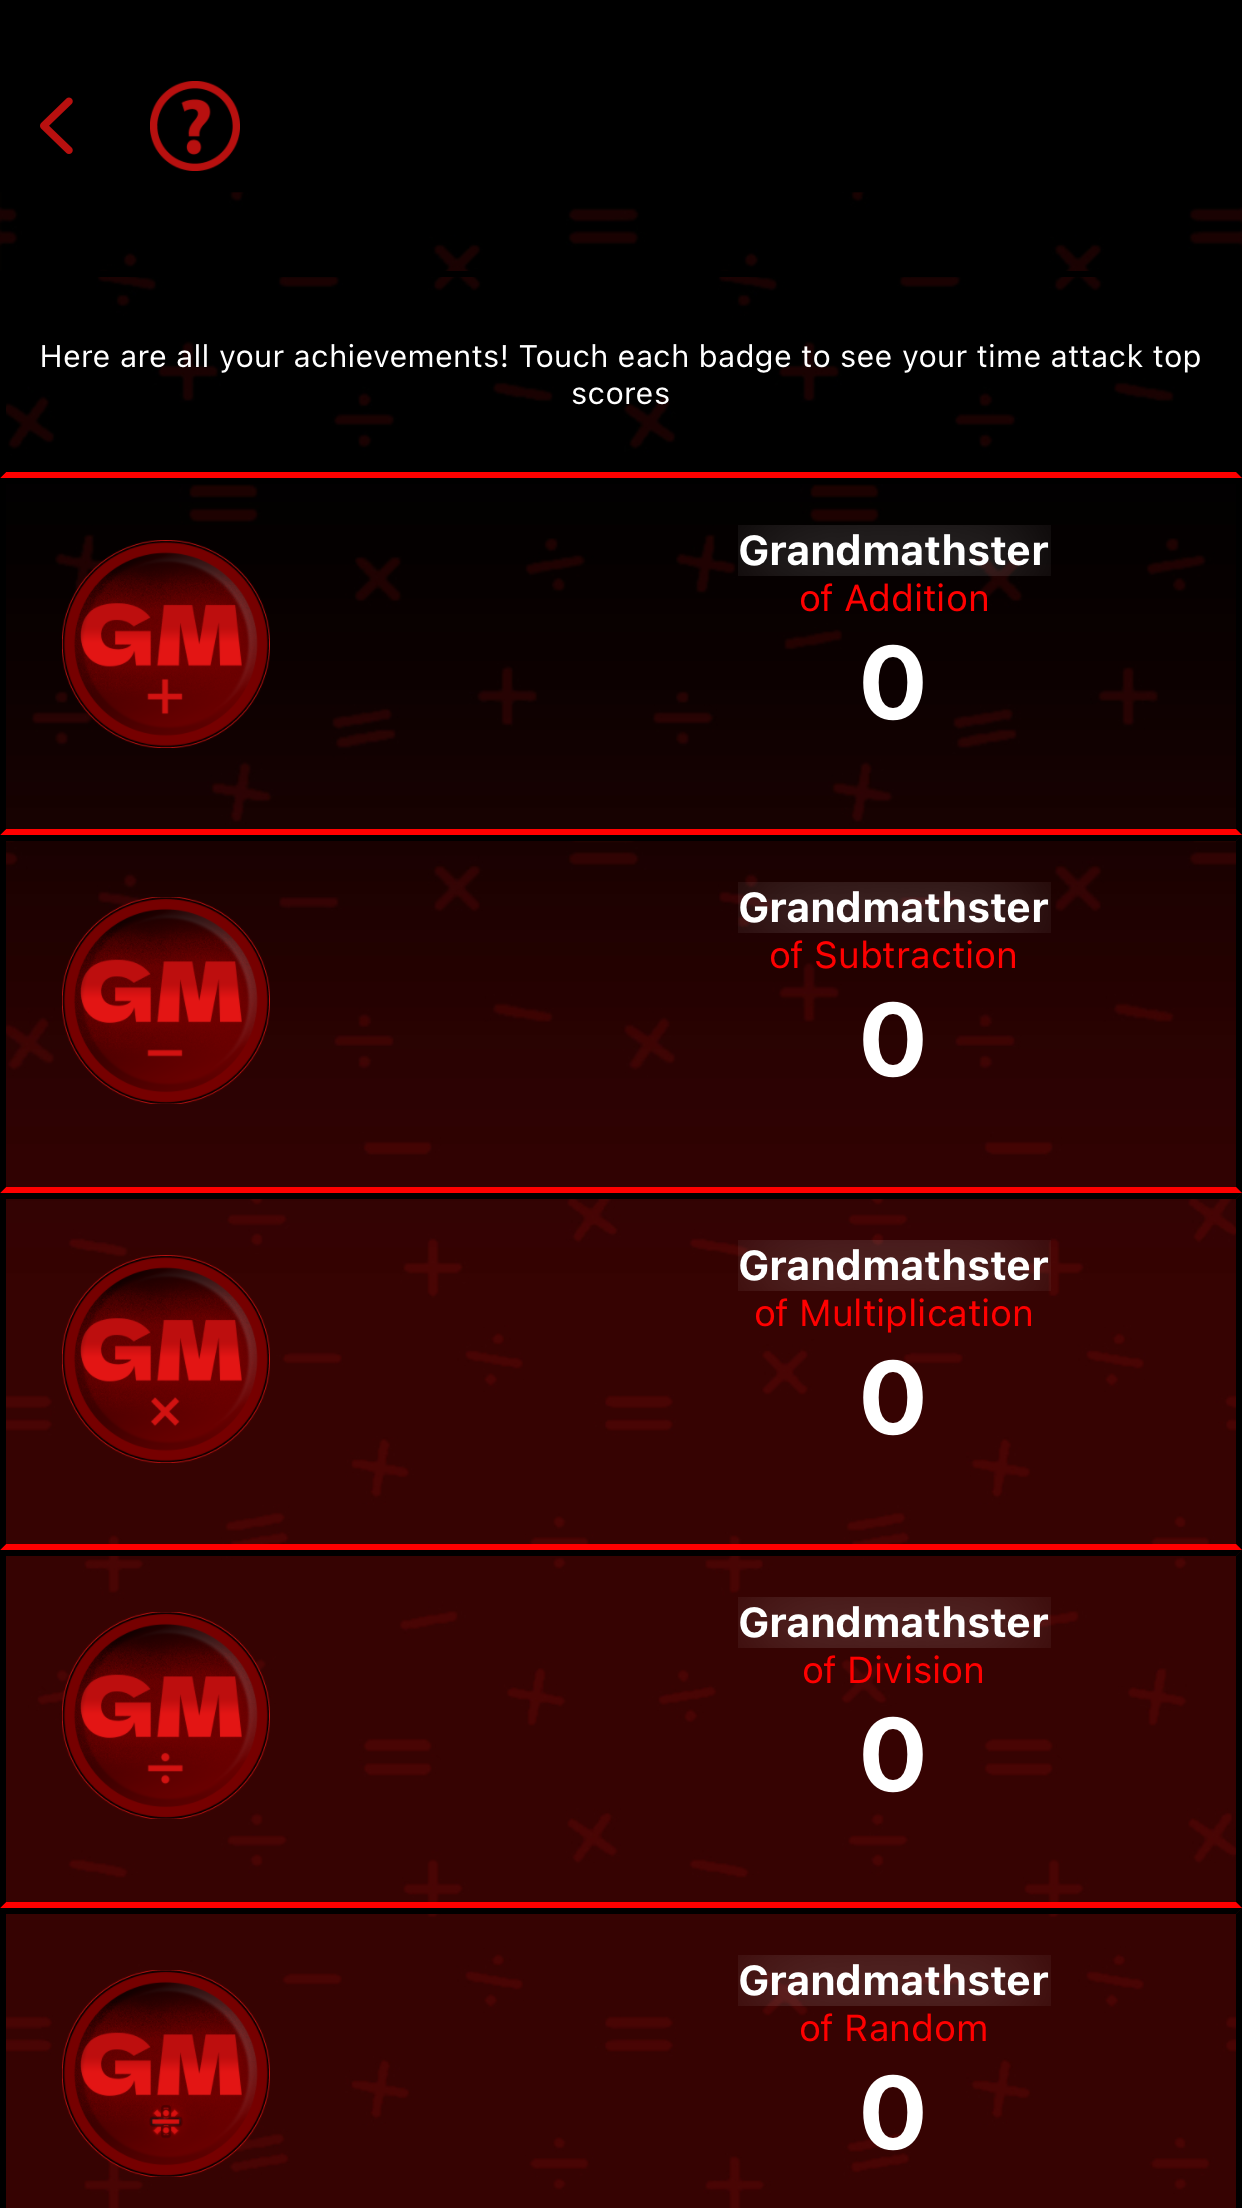 ?
Here are all your achievements! Touch each badge to see your time attack top
scores
GM
+
Grandmathster
of Addition
0
GM
−
Grandmathster
of Subtraction
0
GM
×
Grandmathster
of Multiplication
0
GM
÷
Grandmathster
of Division
0
GM
Grandmathster
of Random
0